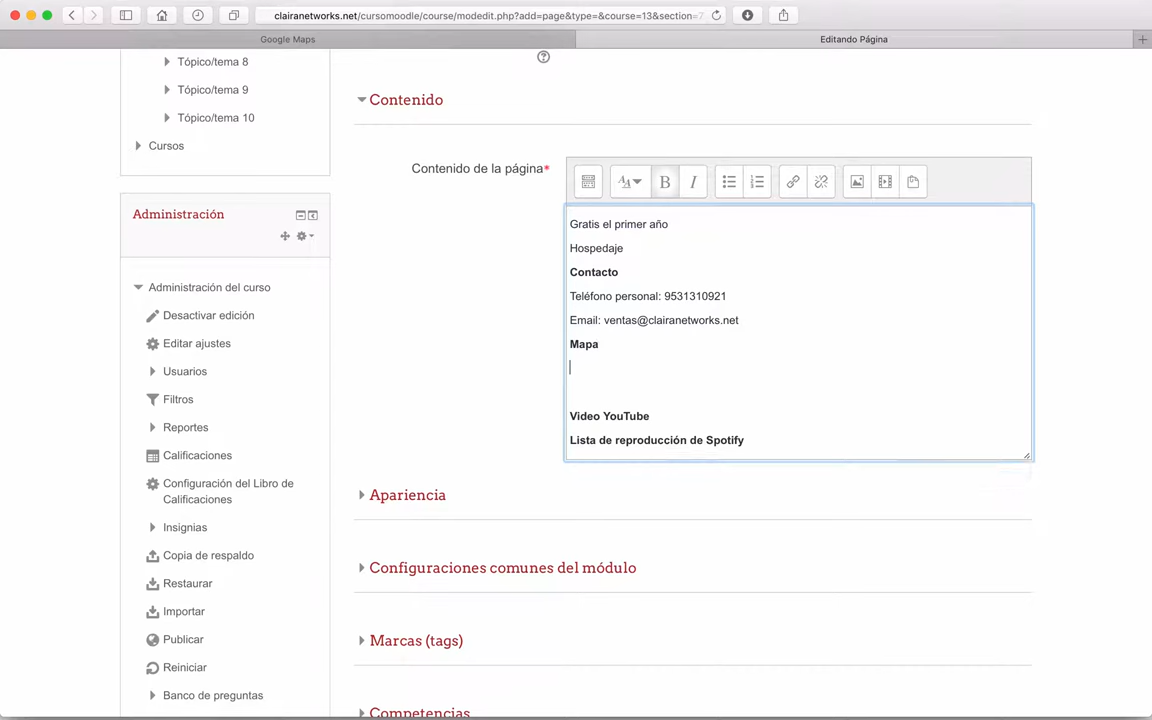 clairanetworks.net/cursomoodle/course/modedit.php?add=page&type=&course=13&section=7
Google Maps
Editando Página
Tópico/tema 8
Tópico/tema 9
Tópico/tema 10
Cursos
Administración
Administración del curso
Desactivar edición
Editar ajustes
Usuarios
Filtros
Reportes
Calificaciones
Configuración del Libro de
Calificaciones
Insignias
Copia de respaldo
Restaurar
Importar
Publicar
Reiniciar
Banco de preguntas
Contenido
Contenido de la página*
Gratis el primer año
Hospedaje
Contacto
Teléfono personal: 9531310921
Email: ventas@clairanetworks.net
Mapa
Video YouTube
Lista de reproducción de Spotify
Apariencia
Configuraciones comunes del módulo
Marcas (tags)
Competencias